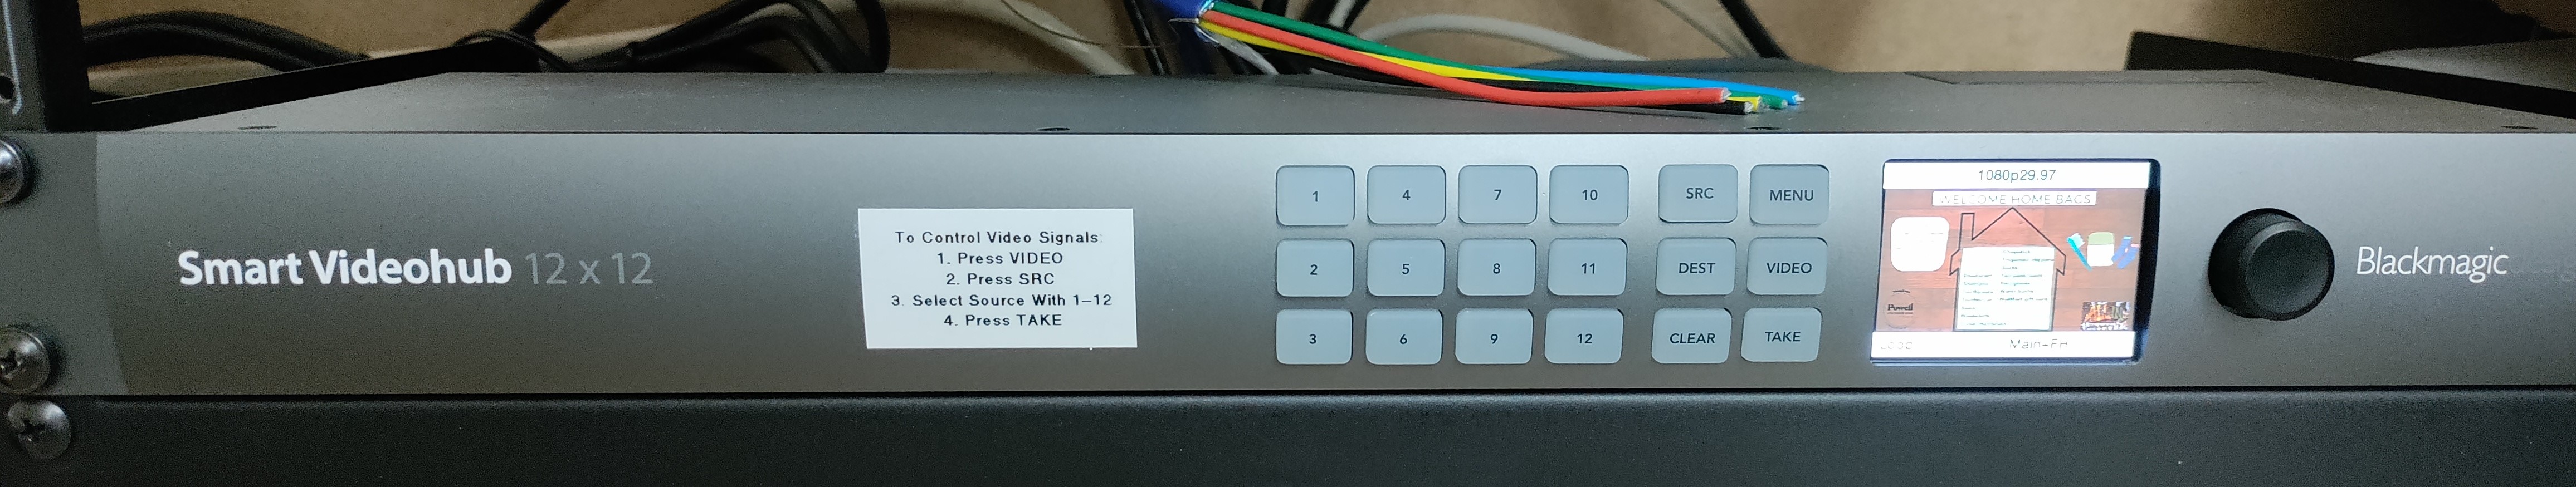 Smart Videohub 12 x 12
To Control Video Signals:
1. Press VIDEO
2. Press SRC
3. Select Source With 1-12
4. Press TAKE
1 4 7 10 SRC MENU
2 5 8 11 DEST VIDEO
3 6 9 12 CLEAR TAKE
1080p29.97
WELCOME HOME BACS
Powell
Main-FH
Blackmagic